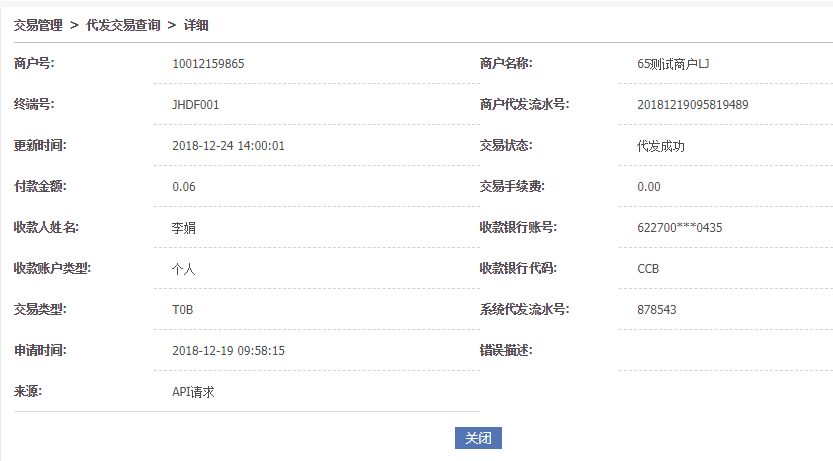 交易管理 > 代发交易查询 > 详细
商户号: 10012159865 商户名称: 65测试商户LJ
终端号: JHDF001 商户代发流水号: 20181219095819489
更新时间: 2018-12-24 14:00:01 交易状态: 代发成功
付款金额: 0.06 交易手续费: 0.00
收款人姓名: 李娟 收款银行账号: 622700***0435
收款账户类型: 个人 收款银行代码: CCB
交易类型: T0B 系统代发流水号: 878543
申请时间: 2018-12-19 09:58:15 错误描述:
来源: API请求
关闭